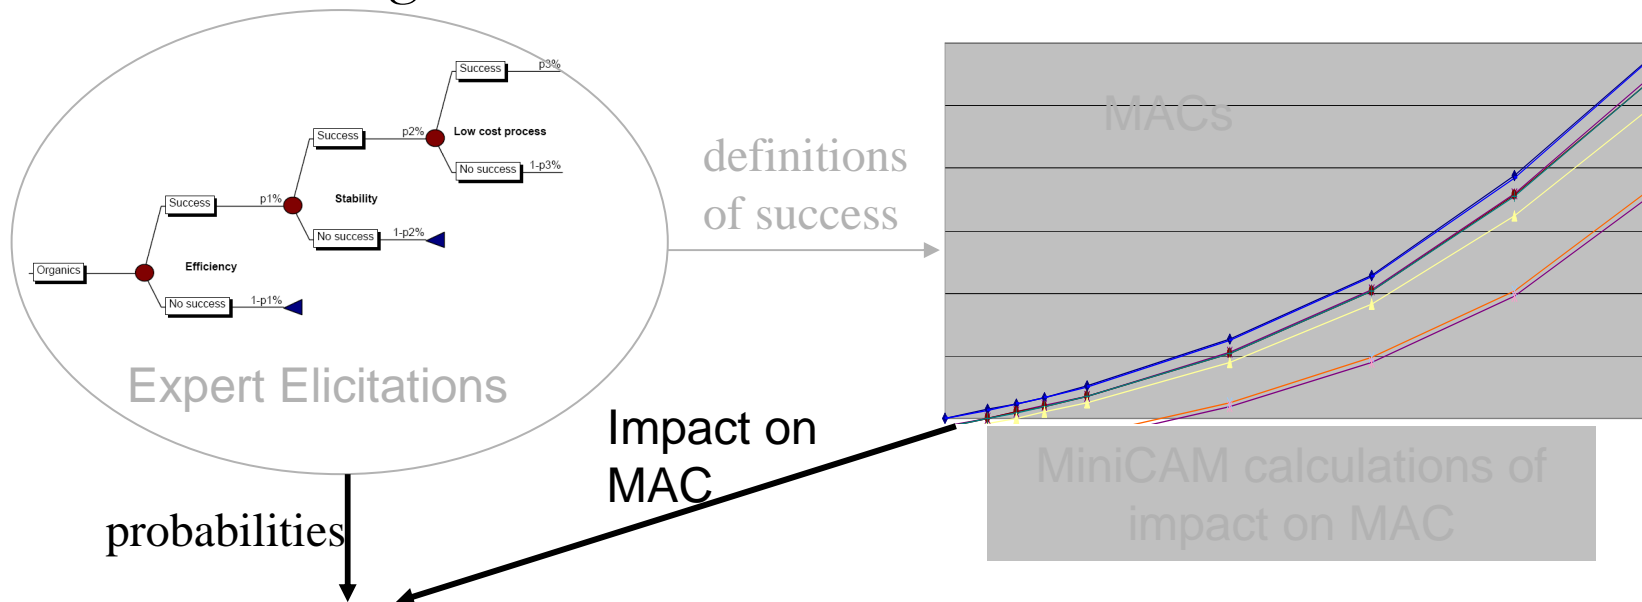 Success
p3%
Low cost process
Success
p2%
No success
1-p3%
Success
p1%
Stability
No success
1-p2%
Organics
Efficiency
No success
1-p1%
Expert Elicitations
definitions
of success
MACs
Impact on
MAC
MiniCAM calculations of
impact on MAC
probabilities